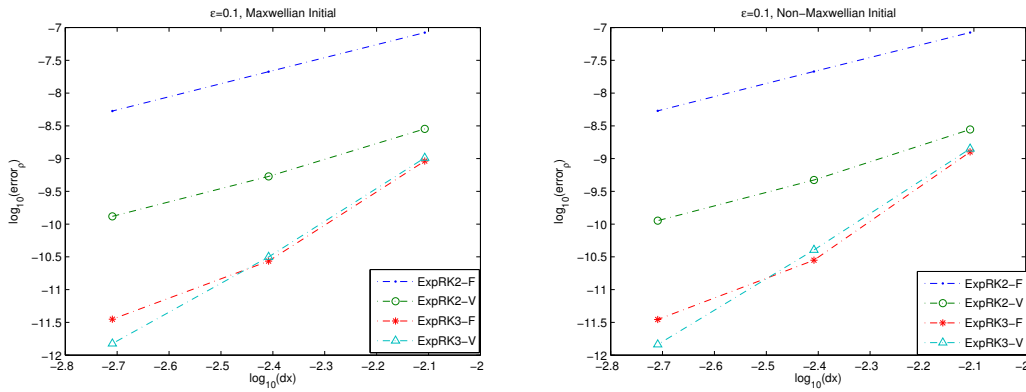 ε=0.1, Maxwellian Initial
−7
−7.5
−8
−8.5
−9
−9.5
−10
−10.5
−11
−11.5
−12
log10(errorρ)
−2.8
−2.7
−2.6
−2.5
−2.4
−2.3
−2.2
−2.1
−2
log10(dx)
ExpRK2−F
ExpRK2−V
ExpRK3−F
ExpRK3−V
ε=0.1, Non−Maxwellian Initial
−7
−7.5
−8
−8.5
−9
−9.5
−10
−10.5
−11
−11.5
−12
log10(errorρ)
−2.8
−2.7
−2.6
−2.5
−2.4
−2.3
−2.2
−2.1
−2
log10(dx)
ExpRK2−F
ExpRK2−V
ExpRK3−F
ExpRK3−V